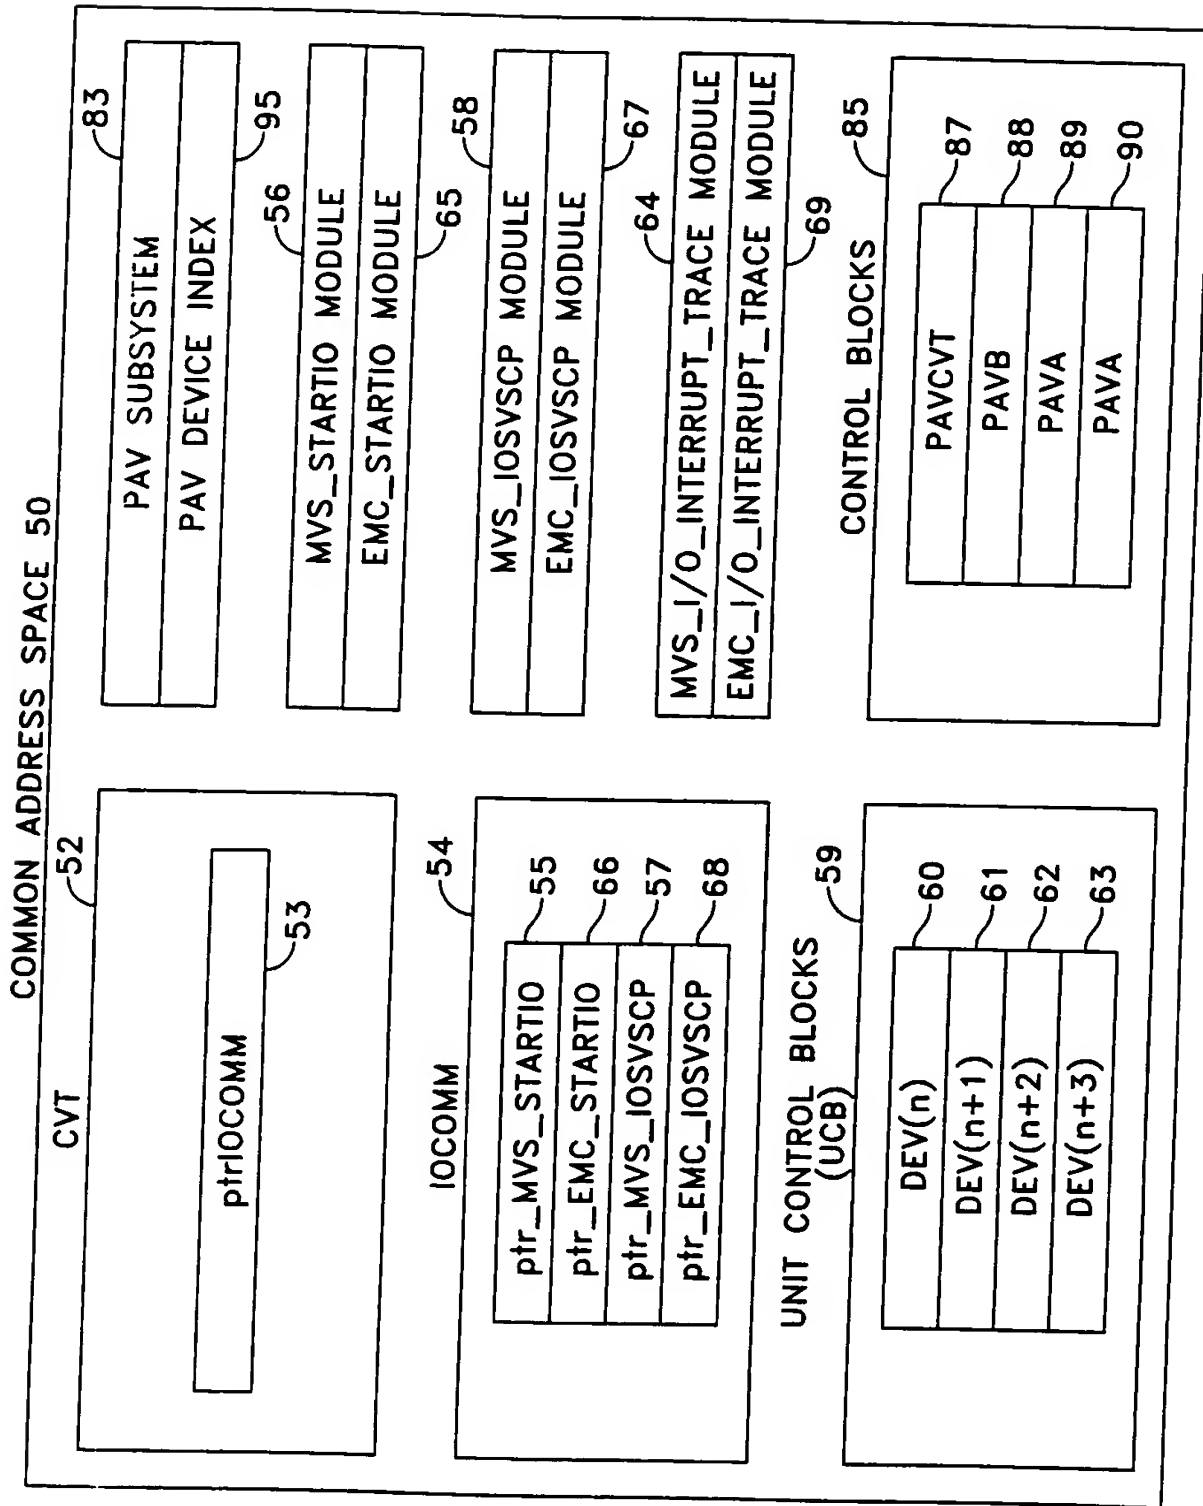 COMMON ADDRESS SPACE 50
CVT
52
ptrIOCOMM
53
IOCOMM
54
ptr_MVS_STARTIO
55
ptr_EMC_STARTIO
66
ptr_MVS_IOSVSCP
57
ptr_EMC_IOSVSCP
68
UNIT CONTROL BLOCKS
(UCB)
59
DEV(n)
60
DEV(n+1)
61
DEV(n+2)
62
DEV(n+3)
63
83
PAV SUBSYSTEM
PAV DEVICE INDEX
95
56
MVS_STARTIO MODULE
EMC_STARTIO MODULE
65
58
MVS_IOSVSCP MODULE
EMC_IOSVSCP MODULE
67
64
MVS_I/O_INTERRUPT_TRACE MODULE
EMC_I/O_INTERRUPT_TRACE MODULE
69
CONTROL BLOCKS
85
PAVCVT
87
PAVB
88
PAVA
89
PAVA
90